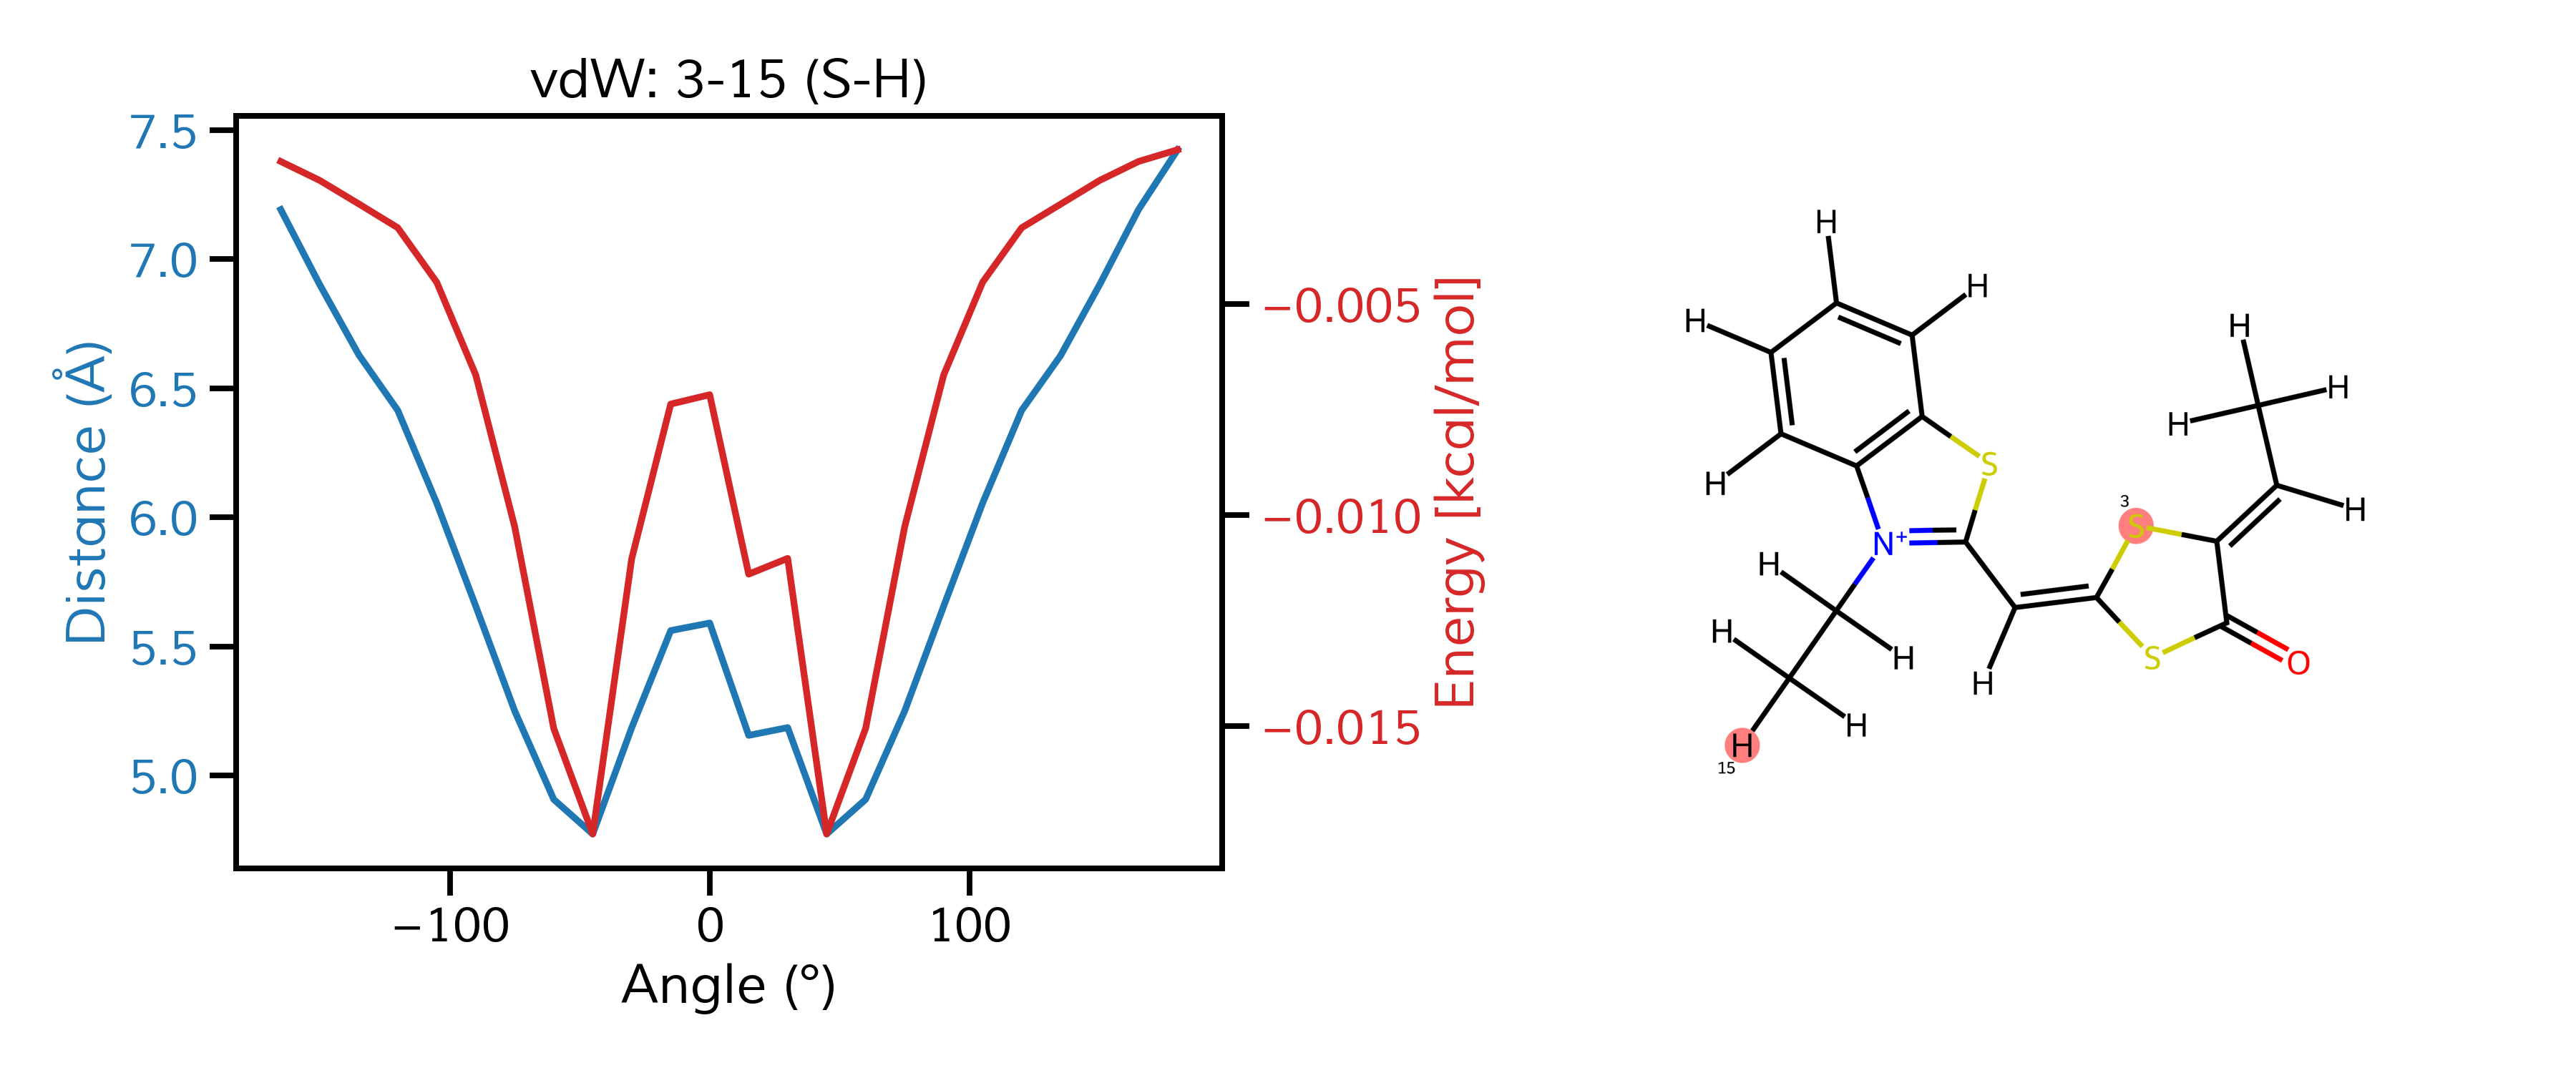 vdW: 3-15 (S-H)
7.5
7.0
6.5
6.0
5.5
5.0
Distance (Å)
−100
0
100
Angle (°)
−0.005
−0.010
−0.015
Energy [kcal/mol]
H
H
H
H
H
H
H
S
3
S
H
N+
H
H
H
S
O
H
H
H
15